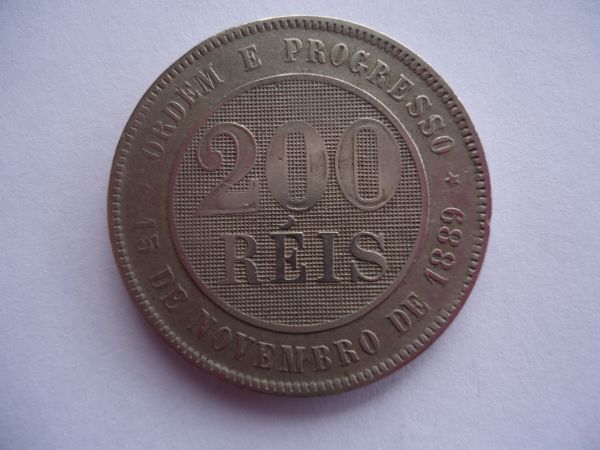 ORDEM E PROGRESSO
200
RÉIS
15 DE NOVEMBRO DE 1889